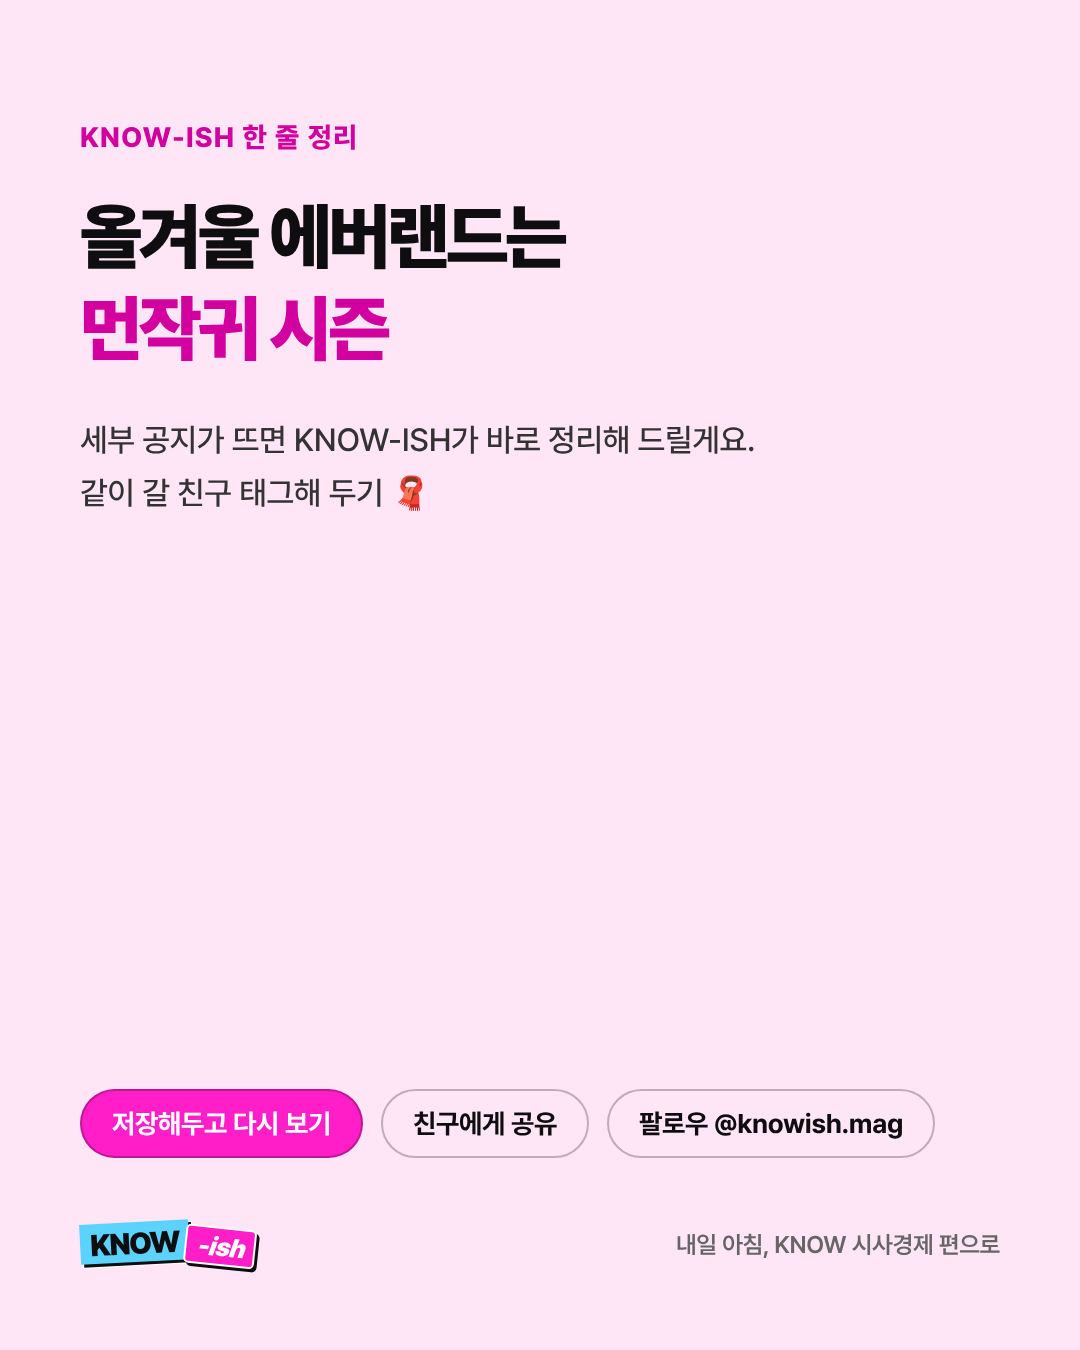 KNOW-ISH 한 줄 정리
올겨울 에버랜드는
먼작귀 시즌
세부 공지가 뜨면 KNOW-ISH가 바로 정리해 드릴게요.
같이 갈 친구 태그해 두기 🧣
저장해두고 다시 보기
친구에게 공유
팔로우 @knowish.mag
KNOW -ish
내일 아침, KNOW 시사경제 편으로